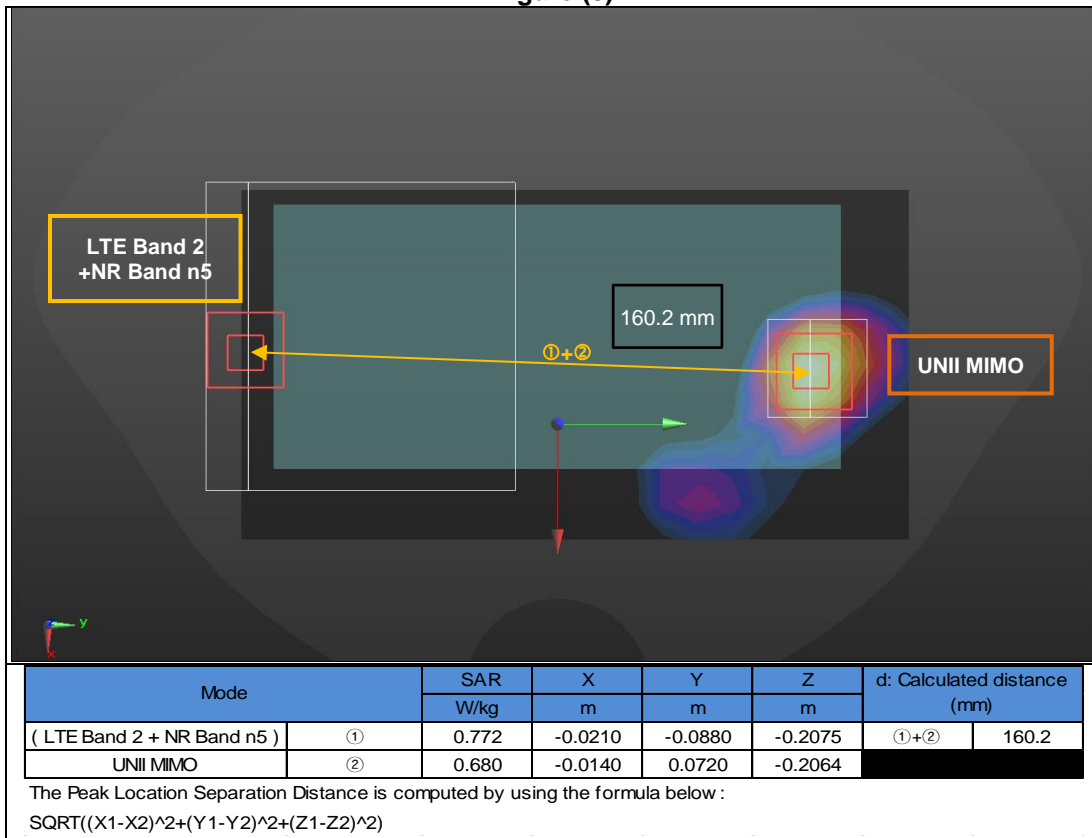 LTE Band 2
+NR Band n5
160.2 mm
①+②
UNII MIMO
y
x
Mode SAR X Y Z d: Calculated distance (mm)
W/kg m m m
( LTE Band 2 + NR Band n5 ) ① 0.772 -0.0210 -0.0880 -0.2075 ①+② 160.2
UNII MIMO ② 0.680 -0.0140 0.0720 -0.2064
The Peak Location Separation Distance is computed by using the formula below :
SQRT((X1-X2)^2+(Y1-Y2)^2+(Z1-Z2)^2)